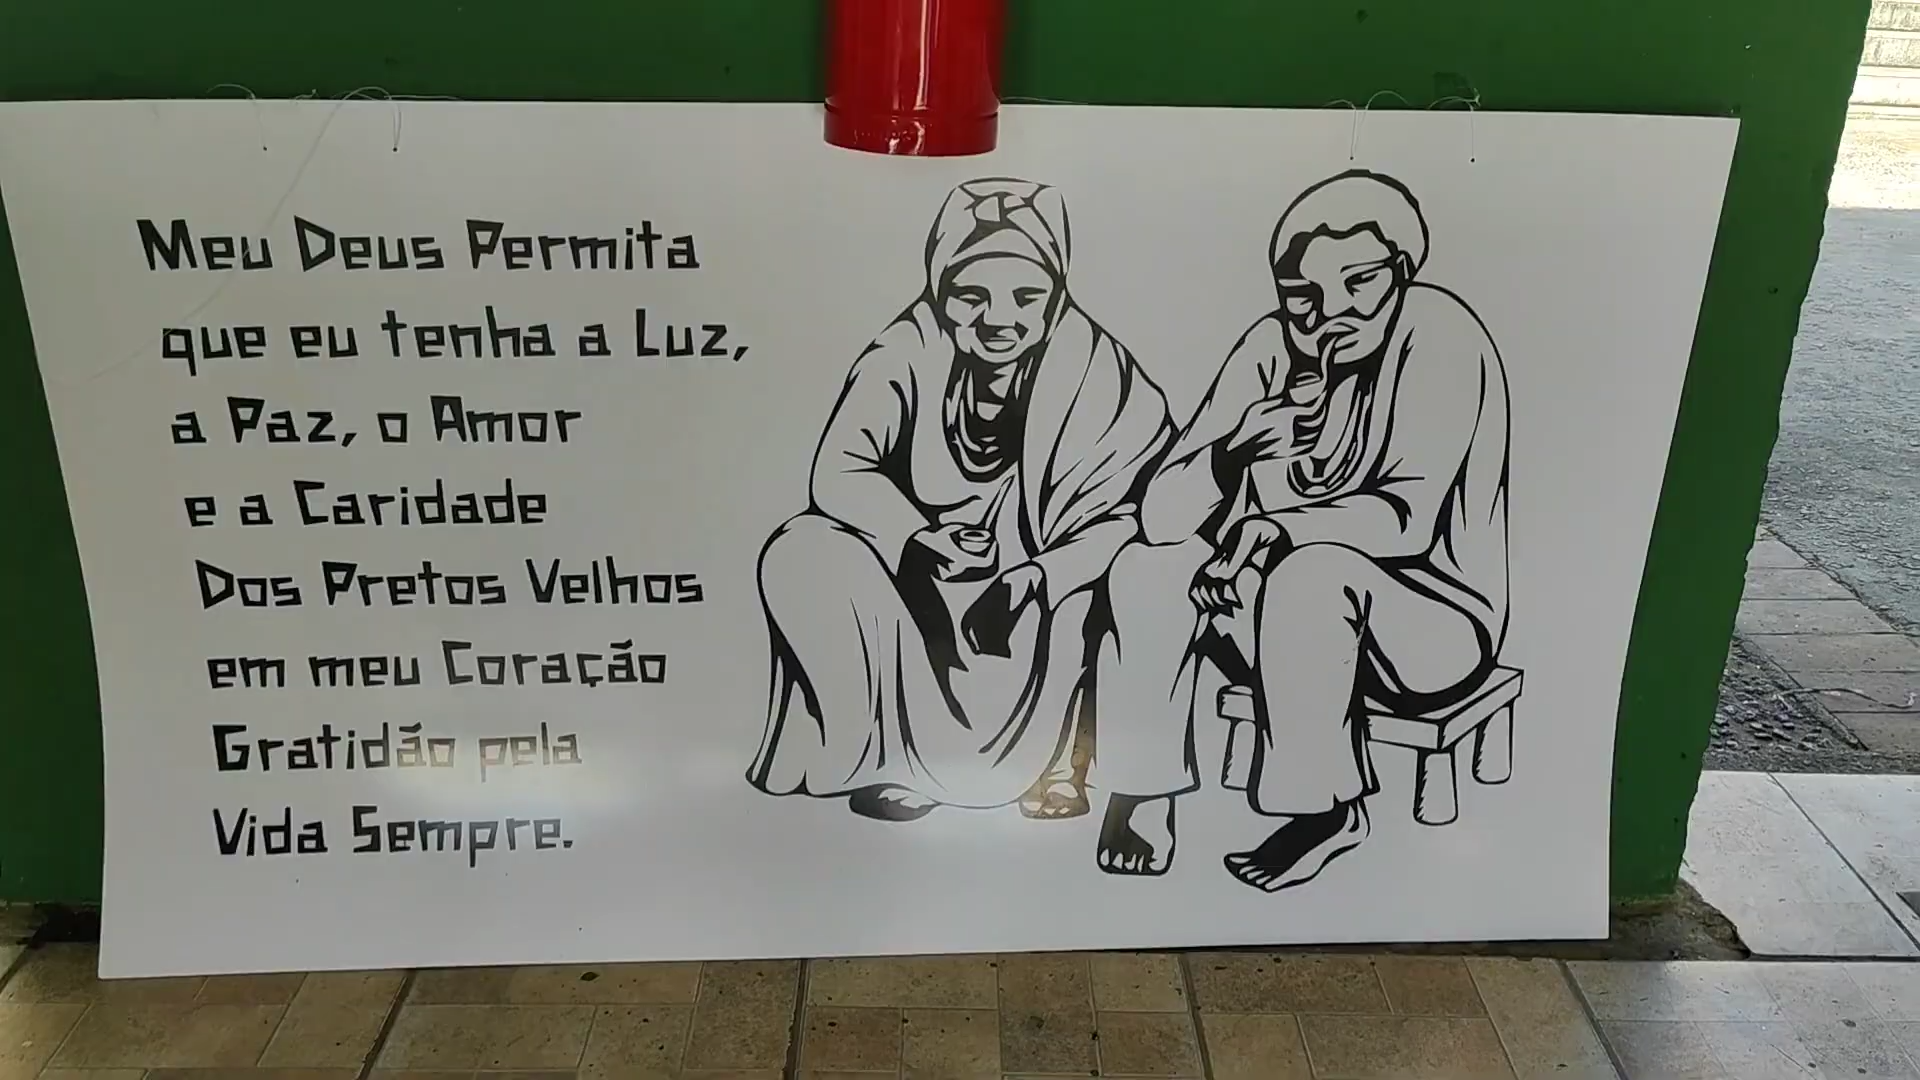 Meu Deus Permita
que eu tenha a Luz,
a Paz, o Amor
e a Caridade
Dos Pretos Velhos
em meu Coração
Gratidão pela
Vida Sempre.